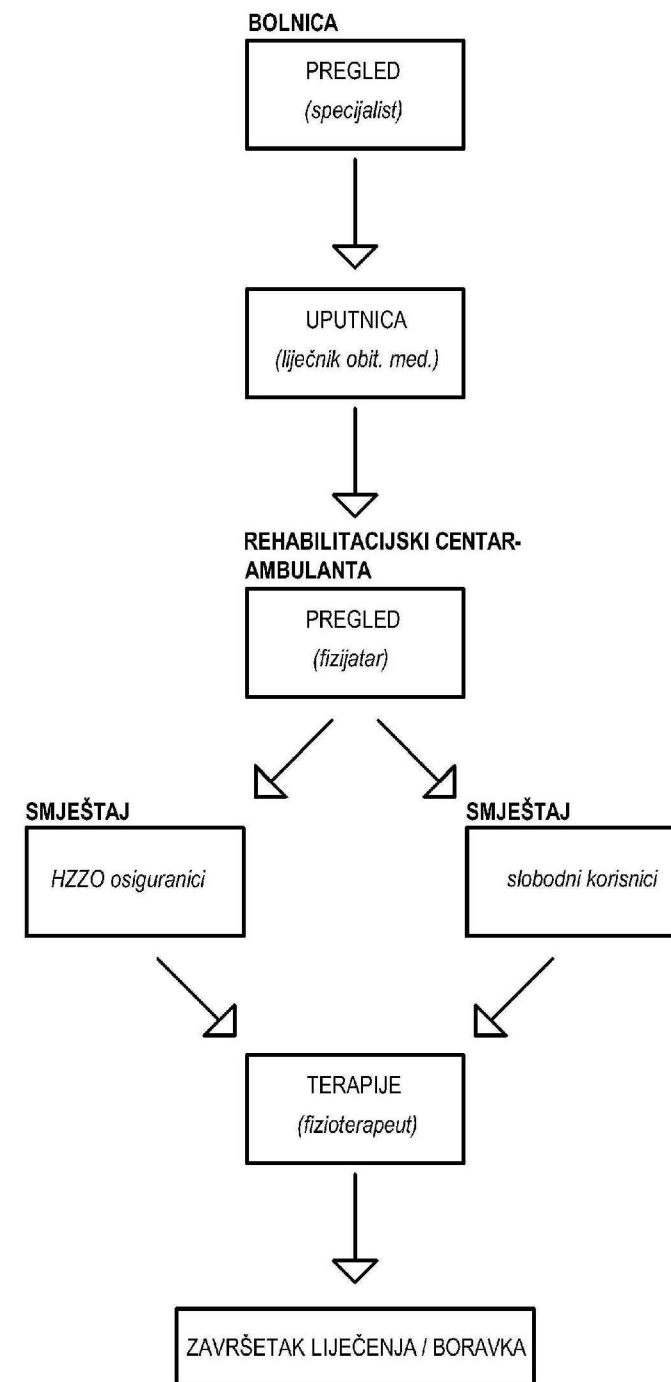 BOLNICA
PREGLED
(specijalist)
UPUTNICA
(liječnik obit. med.)
REHABILITACIJSKI CENTAR-
AMBULANTA
PREGLED
(fizijatar)
SMJEŠTAJ
HZZO osiguranici
SMJEŠTAJ
slobodni korisnici
TERAPIJE
(fizioterapeut)
ZAVRŠETAK LIJEČENJA / BORAVKA